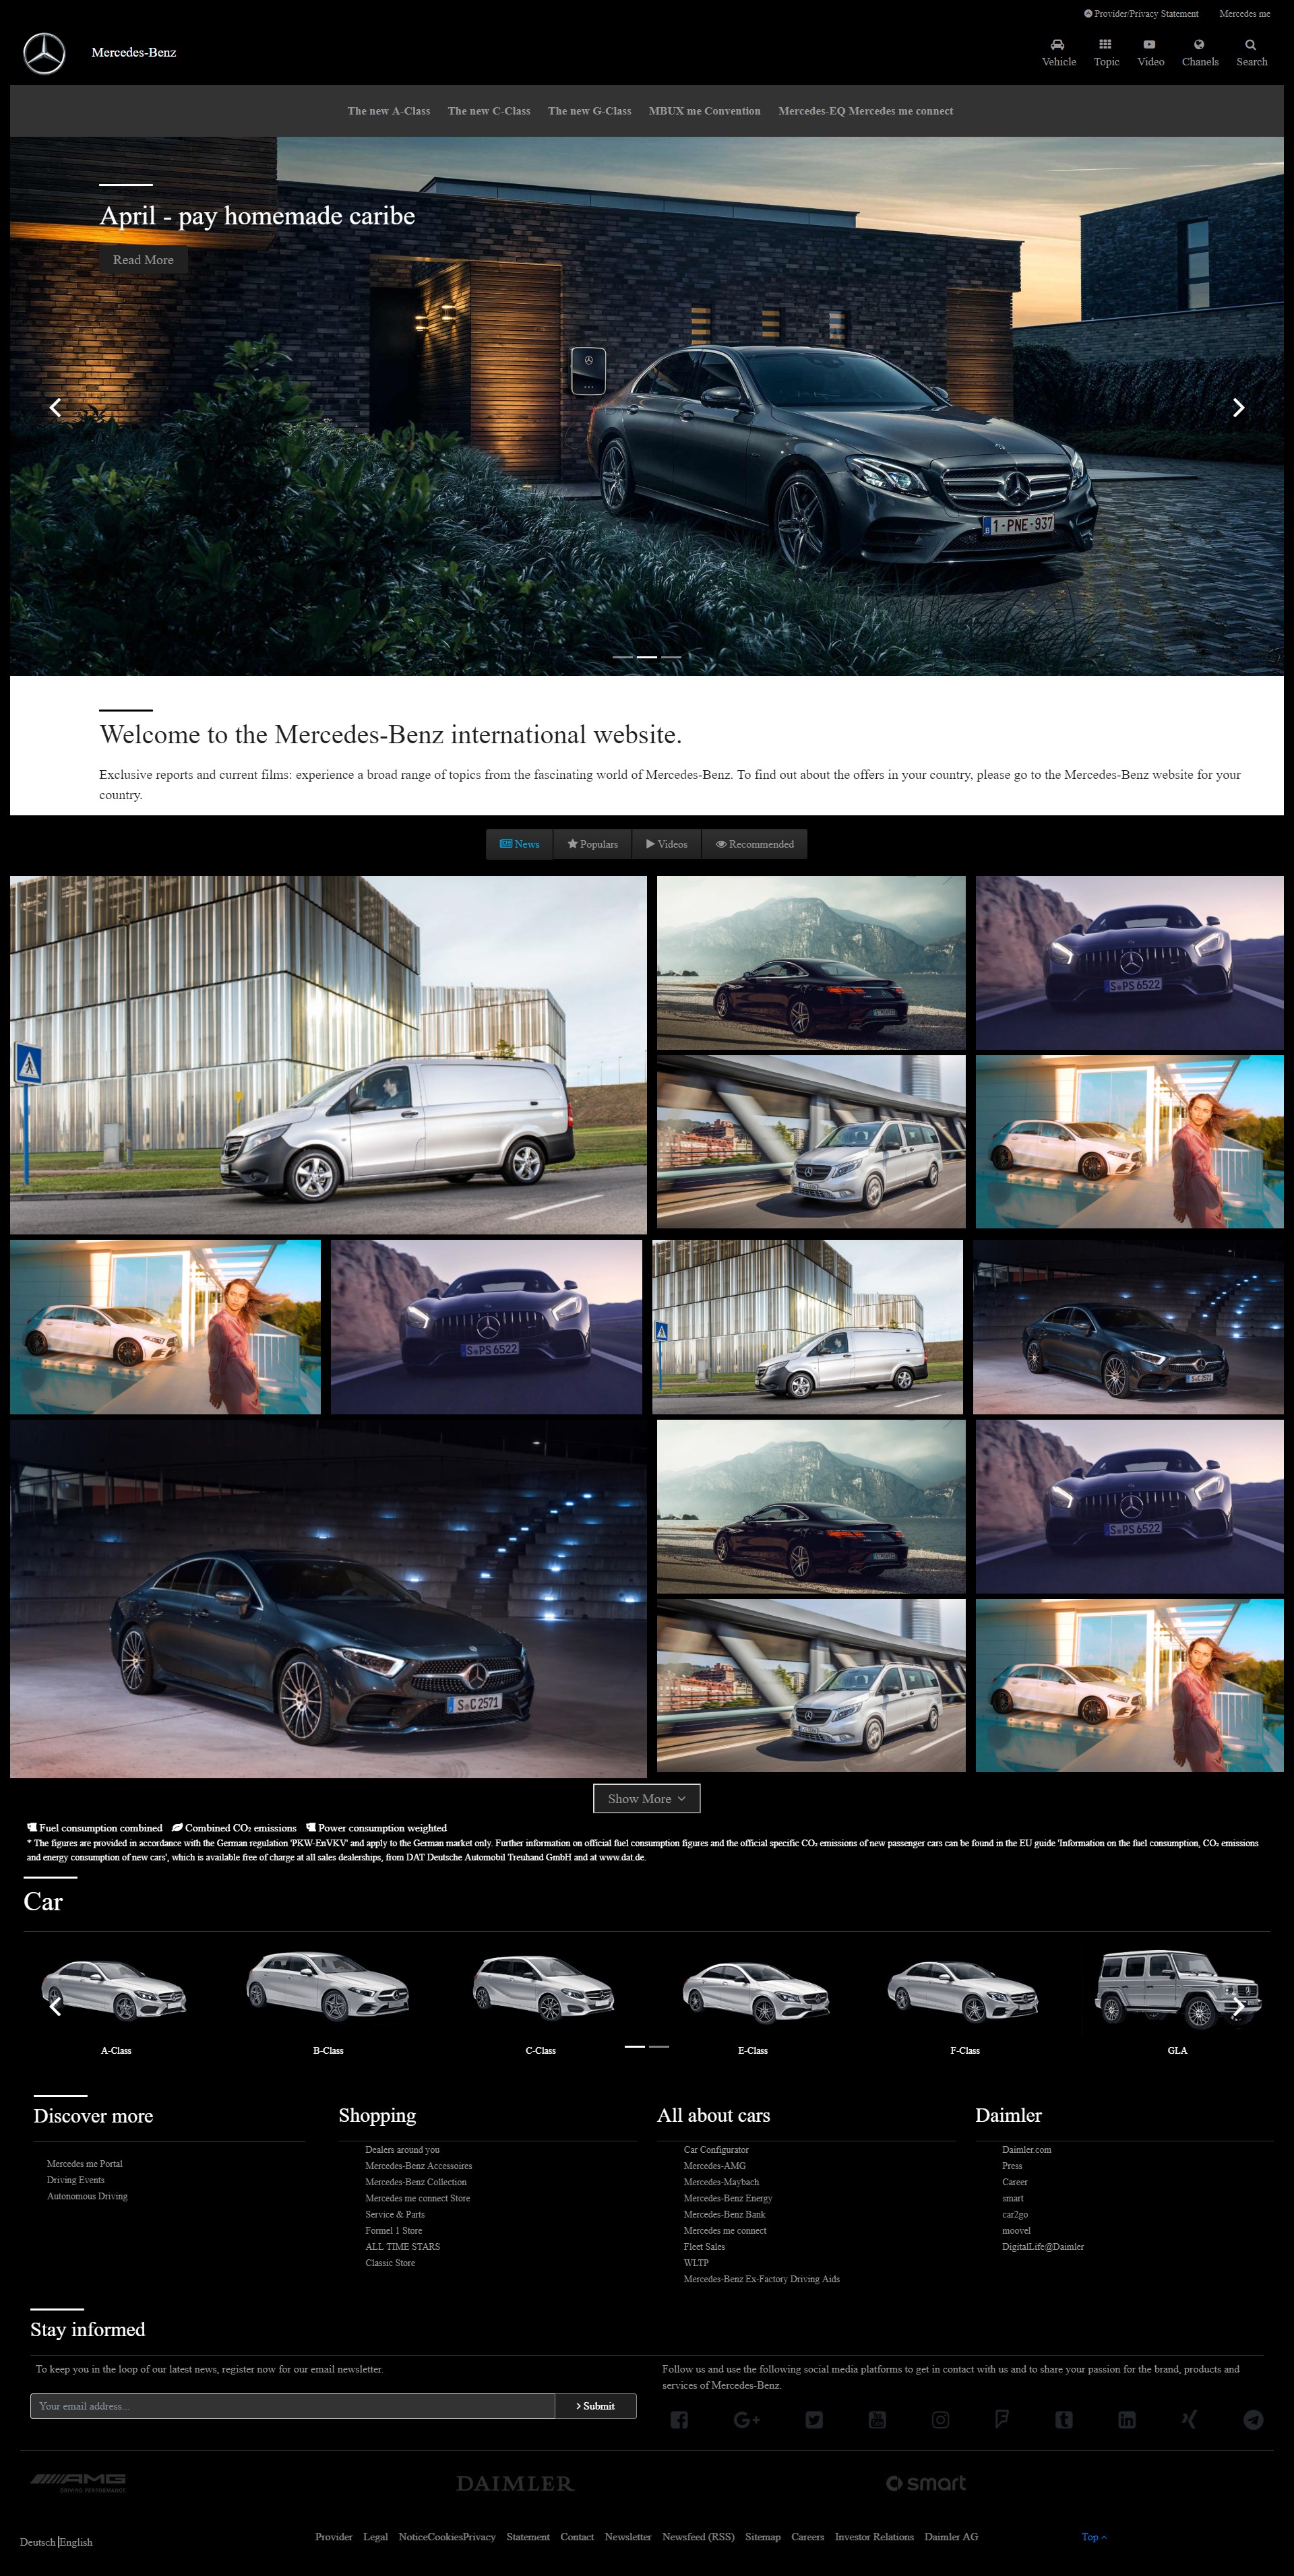 Provider/Privacy Statement Mercedes me
Mercedes-Benz
Vehicle Topic Video Chanels Search
The new A-Class The new C-Class The new G-Class MBUX me Convention Mercedes-EQ Mercedes me connect
April - pay homemade caribe
Read More
1-PNE-937
Welcome to the Mercedes-Benz international website.
Exclusive reports and current films: experience a broad range of topics from the fascinating world of Mercedes-Benz. To find out about the offers in your country, please go to the Mercedes-Benz website for your
country.
News Populars Videos Recommended
S PS 6522
S PS 6522
S C 2571
S PS 6522
S C 2571
Show More
Fuel consumption combined Combined CO₂ emissions Power consumption weighted
* The figures are provided in accordance with the German regulation 'PKW-EnVKV' and apply to the German market only. Further information on official fuel consumption figures and the official specific CO₂ emissions of new passenger cars can be found in the EU guide 'Information on the fuel consumption, CO₂ emissions
and energy consumption of new cars', which is available free of charge at all sales dealerships, from DAT Deutsche Automobil Treuhand GmbH and at www.dat.de.
Car
A-Class B-Class C-Class E-Class F-Class GLA
Discover more
Mercedes me Portal
Driving Events
Autonomous Driving
Shopping
Dealers around you
Mercedes-Benz Accessoires
Mercedes-Benz Collection
Mercedes me connect Store
Service & Parts
Formel 1 Store
ALL TIME STARS
Classic Store
All about cars
Car Configurator
Mercedes-AMG
Mercedes-Maybach
Mercedes-Benz Energy
Mercedes-Benz Bank
Mercedes me connect
Fleet Sales
WLTP
Mercedes-Benz Ex-Factory Driving Aids
Daimler
Daimler.com
Press
Career
smart
car2go
moovel
DigitalLife@Daimler
Stay informed
To keep you in the loop of our latest news, register now for our email newsletter.
Your email address... Submit
Follow us and use the following social media platforms to get in contact with us and to share your passion for the brand, products and
services of Mercedes-Benz.
AMG
DRIVING PERFORMANCE
DAIMLER
smart
Deutsch|English
Provider Legal NoticeCookiesPrivacy Statement Contact Newsletter Newsfeed (RSS) Sitemap Careers Investor Relations Daimler AG
Top